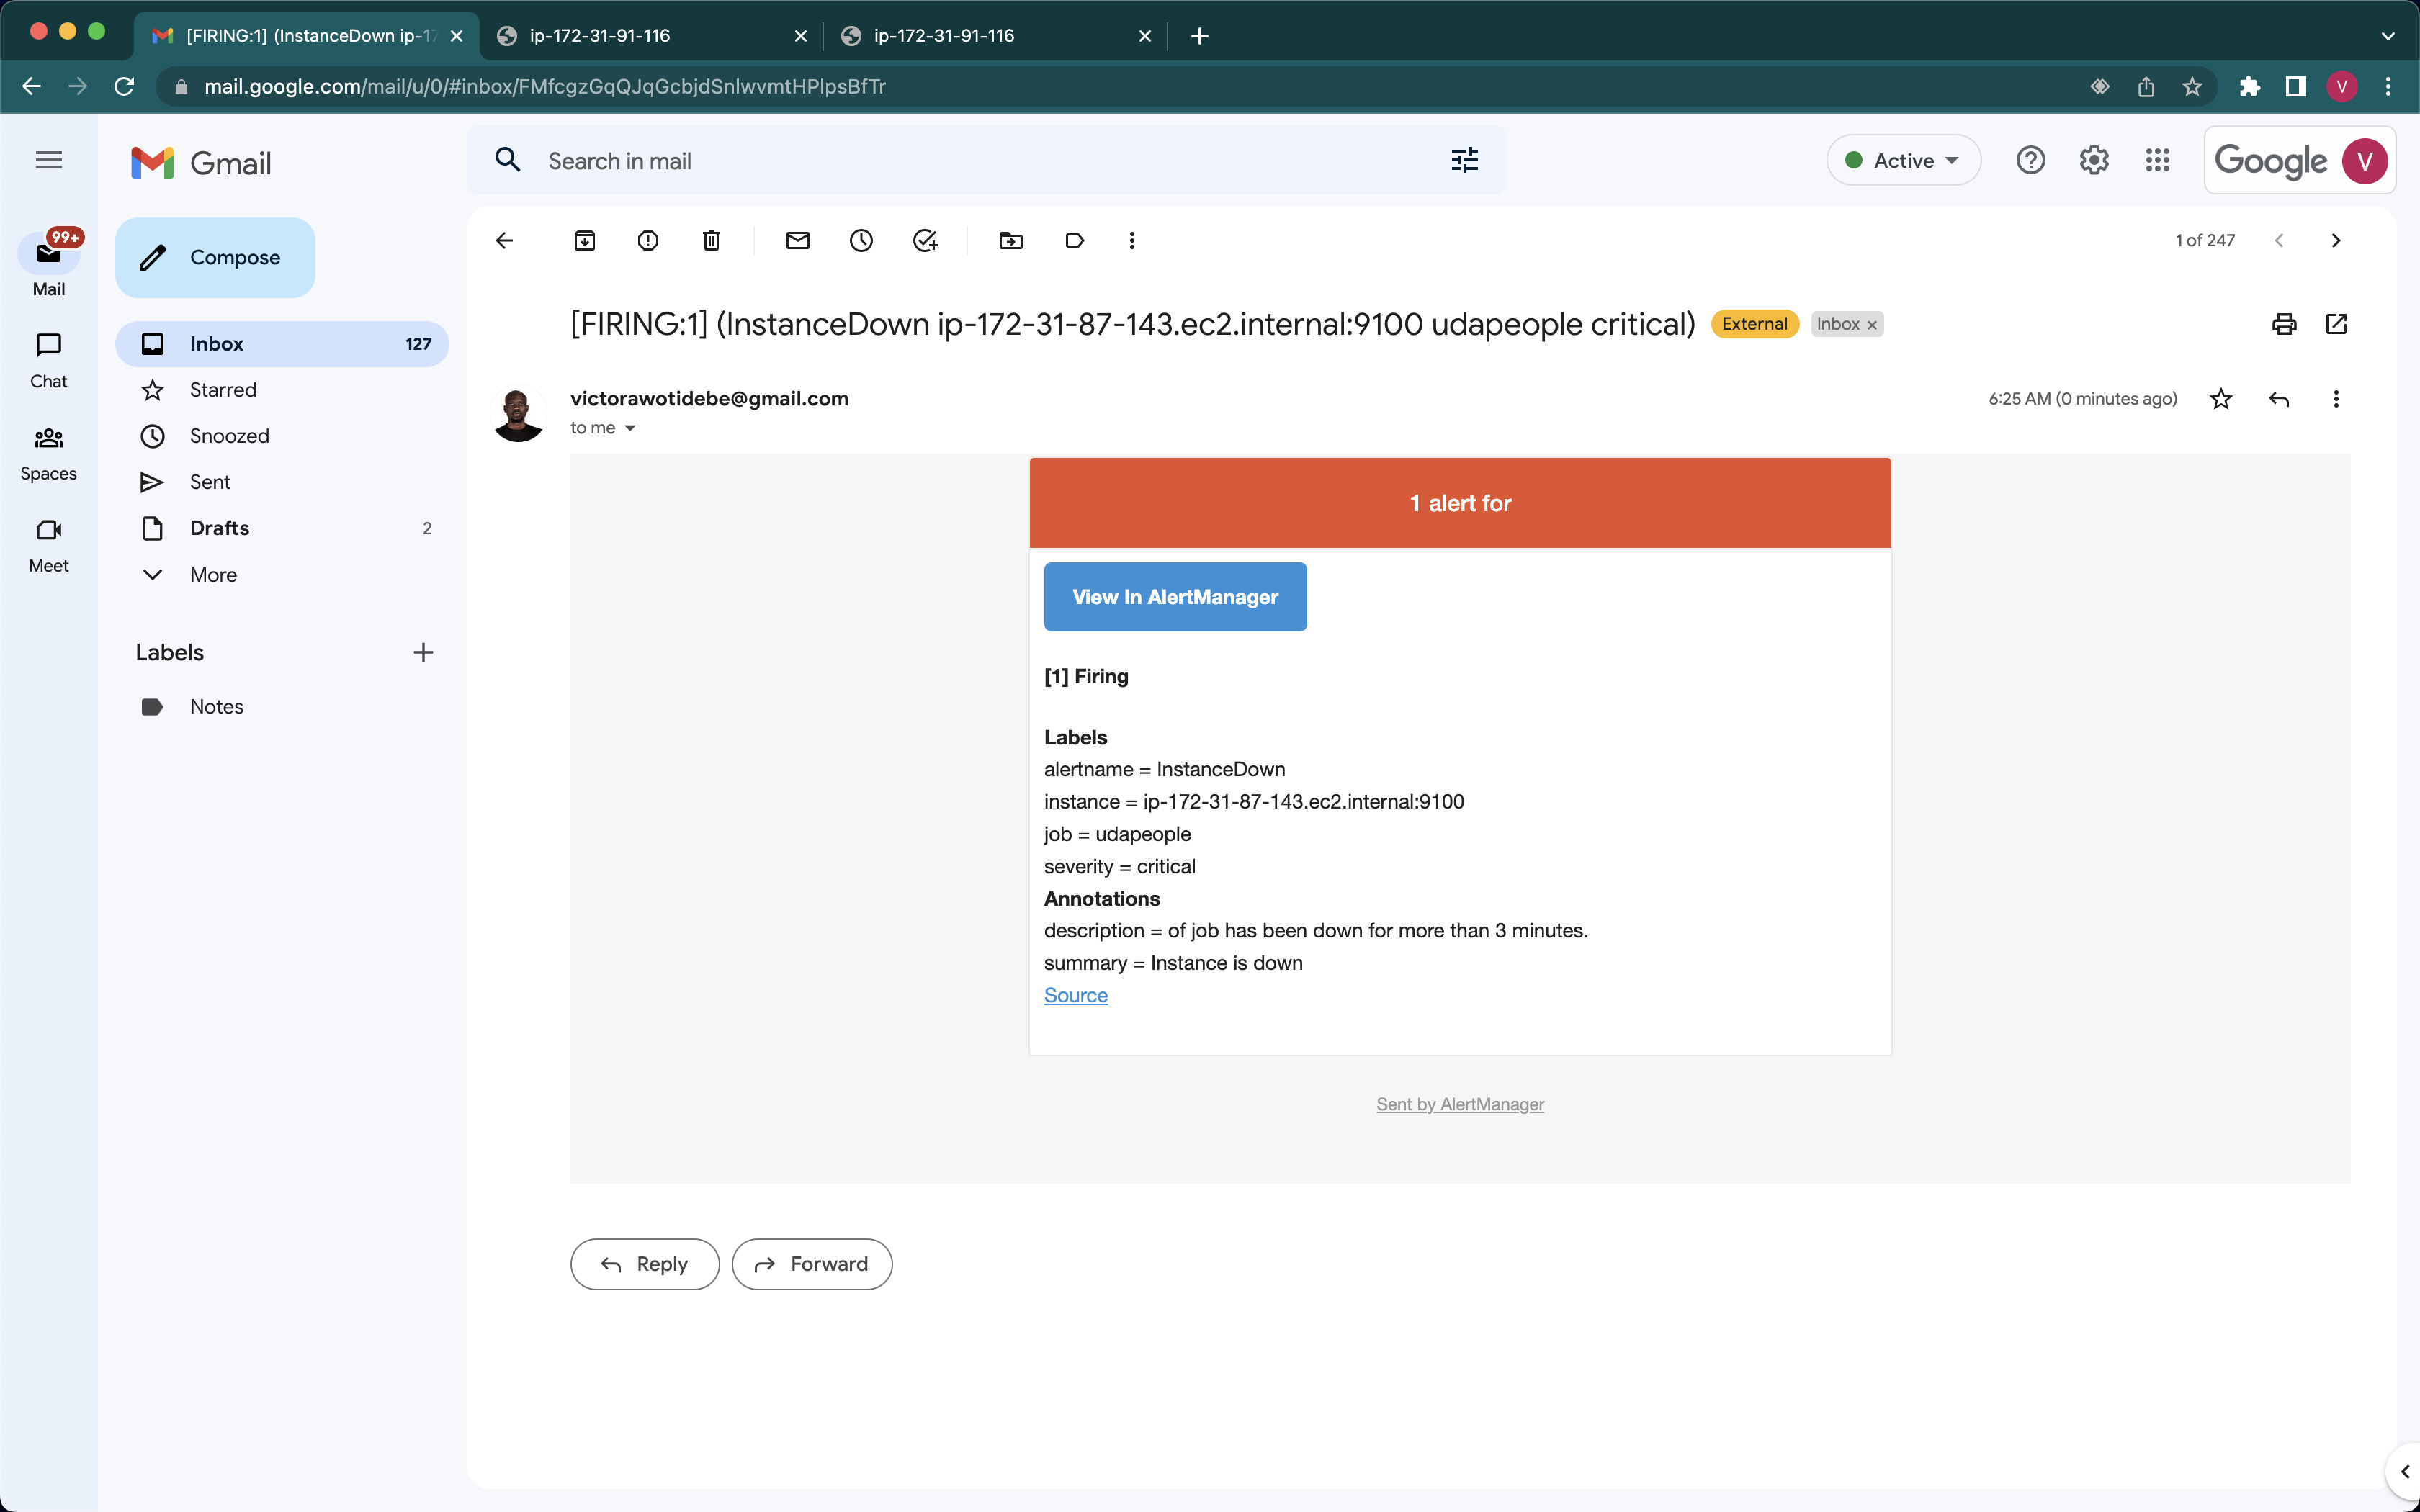 [FIRING:1] (InstanceDown ip-17
ip-172-31-91-116
ip-172-31-91-116
mail.google.com/mail/u/0/#inbox/FMfcgzGqQJqGcbjdSnlwvmtHPlpsBfTr
V
Gmail
Search in mail
Active
Google
V
99+
Mail
Chat
Spaces
Meet
Compose
Inbox 127
Starred
Snoozed
Sent
Drafts 2
More
Labels
Notes
1 of 247
[FIRING:1] (InstanceDown ip-172-31-87-143.ec2.internal:9100 udapeople critical) External Inbox x
victorawotidebe@gmail.com
6:25 AM (0 minutes ago)
to me
1 alert for
View In AlertManager
[1] Firing
Labels
alertname = InstanceDown
instance = ip-172-31-87-143.ec2.internal:9100
job = udapeople
severity = critical
Annotations
description = of job has been down for more than 3 minutes.
summary = Instance is down
Source
Sent by AlertManager
Reply
Forward